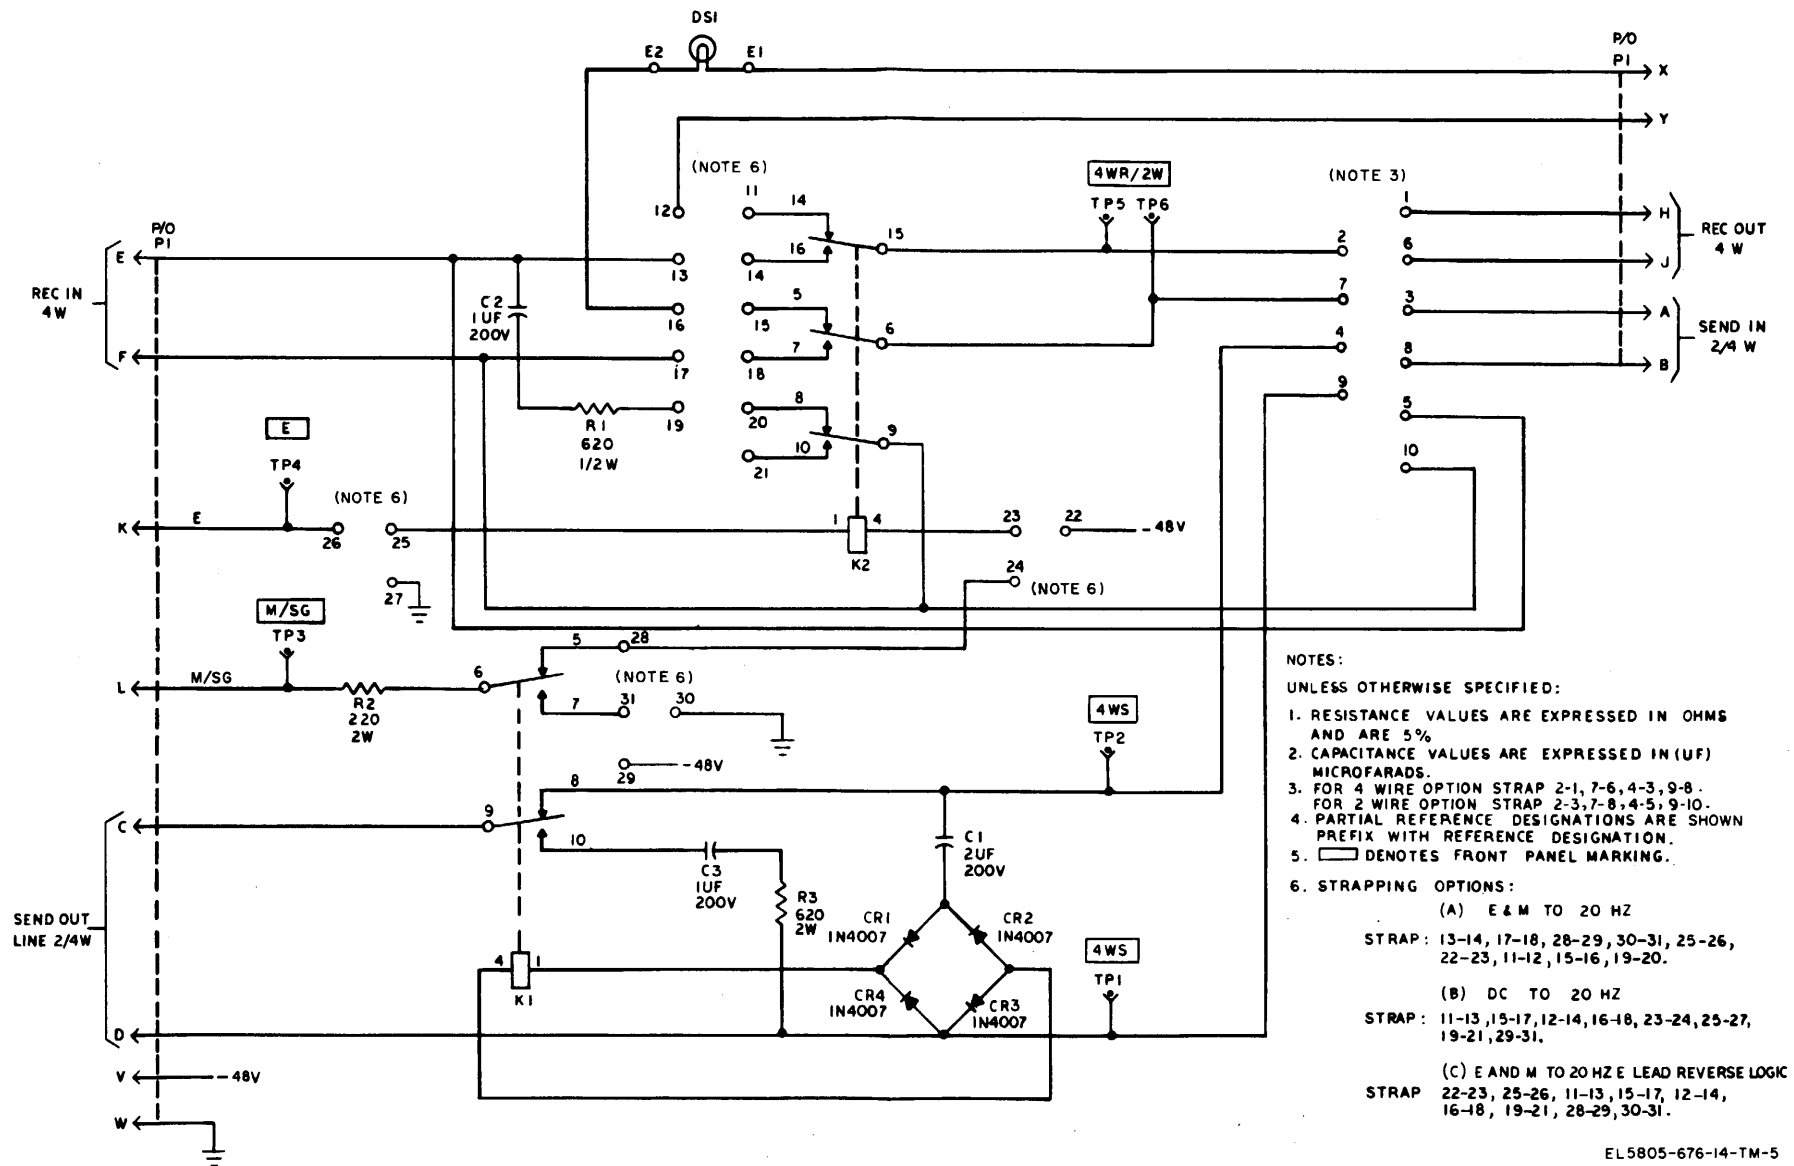 DS1
E2
E1
P/O
P1
X
Y
(NOTE 6)
4WR/2W
TP5 TP6
(NOTE 3)
12
11
14
15
16
13
14
16
5
15
6
7
17
18
8
9
19
20
10
21
P/O
P1
E
REC IN
4W
F
C2
1UF
200V
R1
620
1/2W
2
7
4
9
1
6
3
8
5
10
H
J
REC OUT
4 W
A
B
SEND IN
2/4 W
E
TP4
K
E
(NOTE 6)
26
25
27
1
4
K2
23
22
-48V
24
(NOTE 6)
M/SG
TP3
L
M/SG
R2
220
2W
6
5
28
7
(NOTE 6)
31
30
29
-48V
4WS
TP2
C
9
8
10
C3
1UF
200V
R3
620
2W
C1
2UF
200V
SEND OUT
LINE 2/4W
CR1
1N4007
CR2
1N4007
CR4
1N4007
CR3
1N4007
4WS
TP1
4
1
K1
D
V
-48V
W
NOTES:
UNLESS OTHERWISE SPECIFIED:
1. RESISTANCE VALUES ARE EXPRESSED IN OHMS
AND ARE 5%
2. CAPACITANCE VALUES ARE EXPRESSED IN (UF)
MICROFARADS.
3. FOR 4 WIRE OPTION STRAP 2-1, 7-6, 4-3, 9-8.
FOR 2 WIRE OPTION STRAP 2-3, 7-8, 4-5, 9-10.
4. PARTIAL REFERENCE DESIGNATIONS ARE SHOWN
PREFIX WITH REFERENCE DESIGNATION.
5. DENOTES FRONT PANEL MARKING.
6. STRAPPING OPTIONS:
(A) E & M TO 20 HZ
STRAP: 13-14, 17-18, 28-29, 30-31, 25-26,
22-23, 11-12, 15-16, 19-20.
(B) DC TO 20 HZ
STRAP: 11-13, 15-17, 12-14, 16-18, 23-24, 25-27,
19-21, 29-31.
(C) E AND M TO 20 HZ E LEAD REVERSE LOGIC
STRAP 22-23, 25-26, 11-13, 15-17, 12-14,
16-18, 19-21, 28-29, 30-31.
EL5805-676-14-TM-5